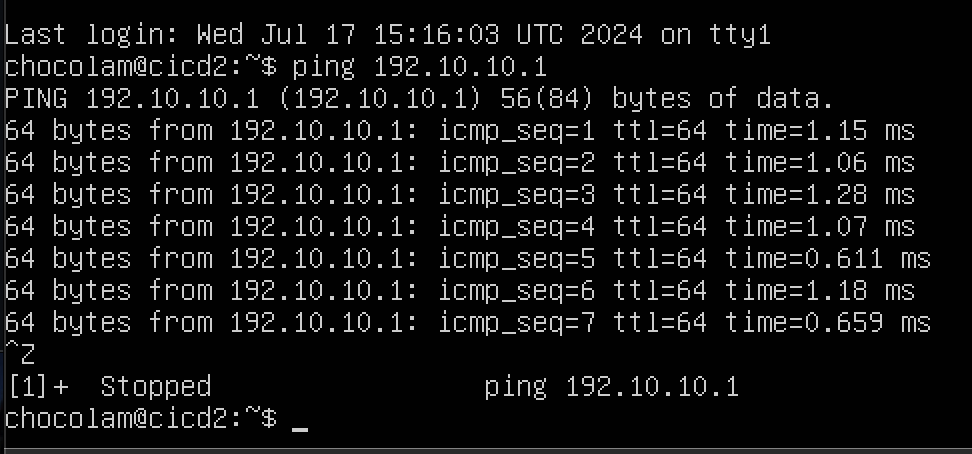 Last login: Wed Jul 17 15:16:03 UTC 2024 on tty1
chocolam@cicd2:~$ ping 192.10.10.1
PING 192.10.10.1 (192.10.10.1) 56(84) bytes of data.
64 bytes from 192.10.10.1: icmp_seq=1 ttl=64 time=1.15 ms
64 bytes from 192.10.10.1: icmp_seq=2 ttl=64 time=1.06 ms
64 bytes from 192.10.10.1: icmp_seq=3 ttl=64 time=1.28 ms
64 bytes from 192.10.10.1: icmp_seq=4 ttl=64 time=1.07 ms
64 bytes from 192.10.10.1: icmp_seq=5 ttl=64 time=0.611 ms
64 bytes from 192.10.10.1: icmp_seq=6 ttl=64 time=1.18 ms
64 bytes from 192.10.10.1: icmp_seq=7 ttl=64 time=0.659 ms
^Z
[1]+  Stopped                 ping 192.10.10.1
chocolam@cicd2:~$ _